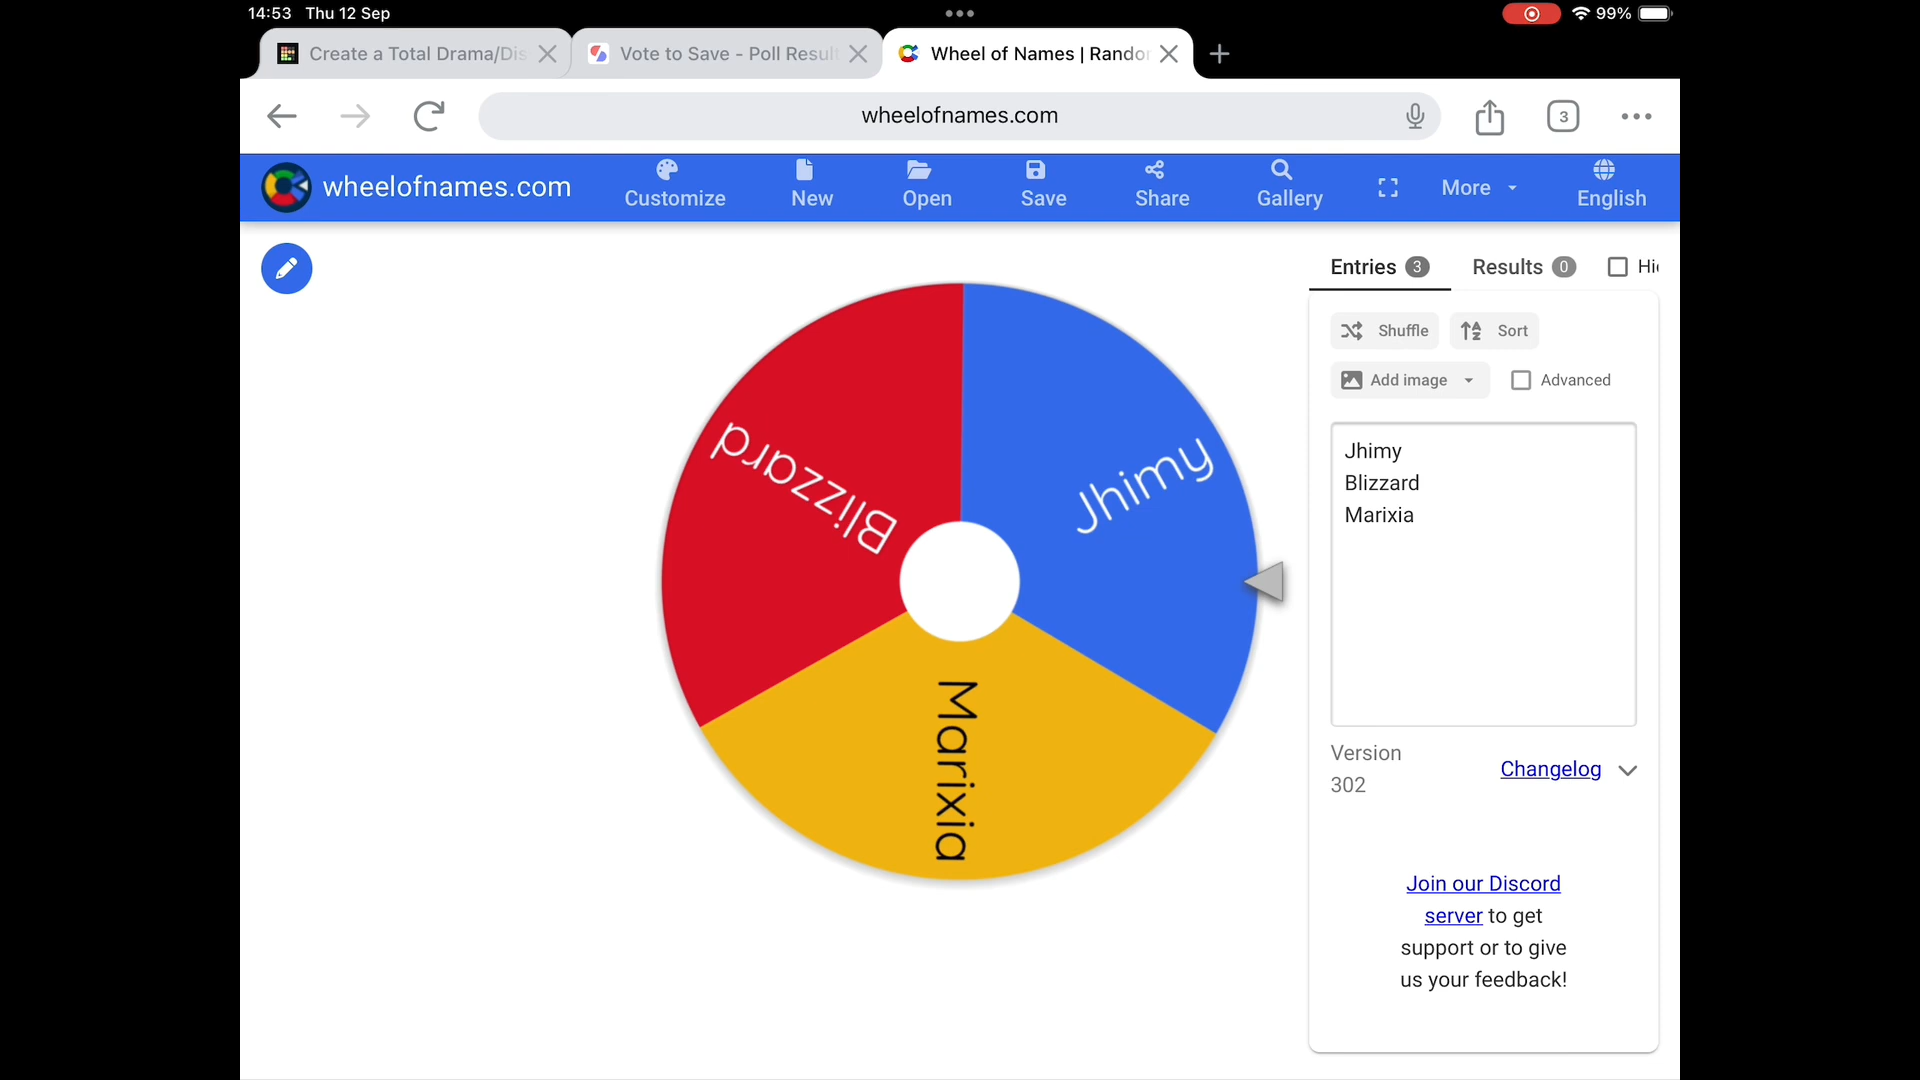 14:53 Thu 12 Sep
99%
Create a Total Drama/Dis
Vote to Save - Poll Result
Wheel of Names | Randor
wheelofnames.com
3
wheelofnames.com
Customize
New
Open
Save
Share
Gallery
More
English
Entries 3
Results 0
Hi
Shuffle
Sort
Add image
Advanced
Jhimy
Blizzard
Marixia
Blizzard
Jhimy
Marixia
Version
302
Changelog
Join our Discord
server to get
support or to give
us your feedback!